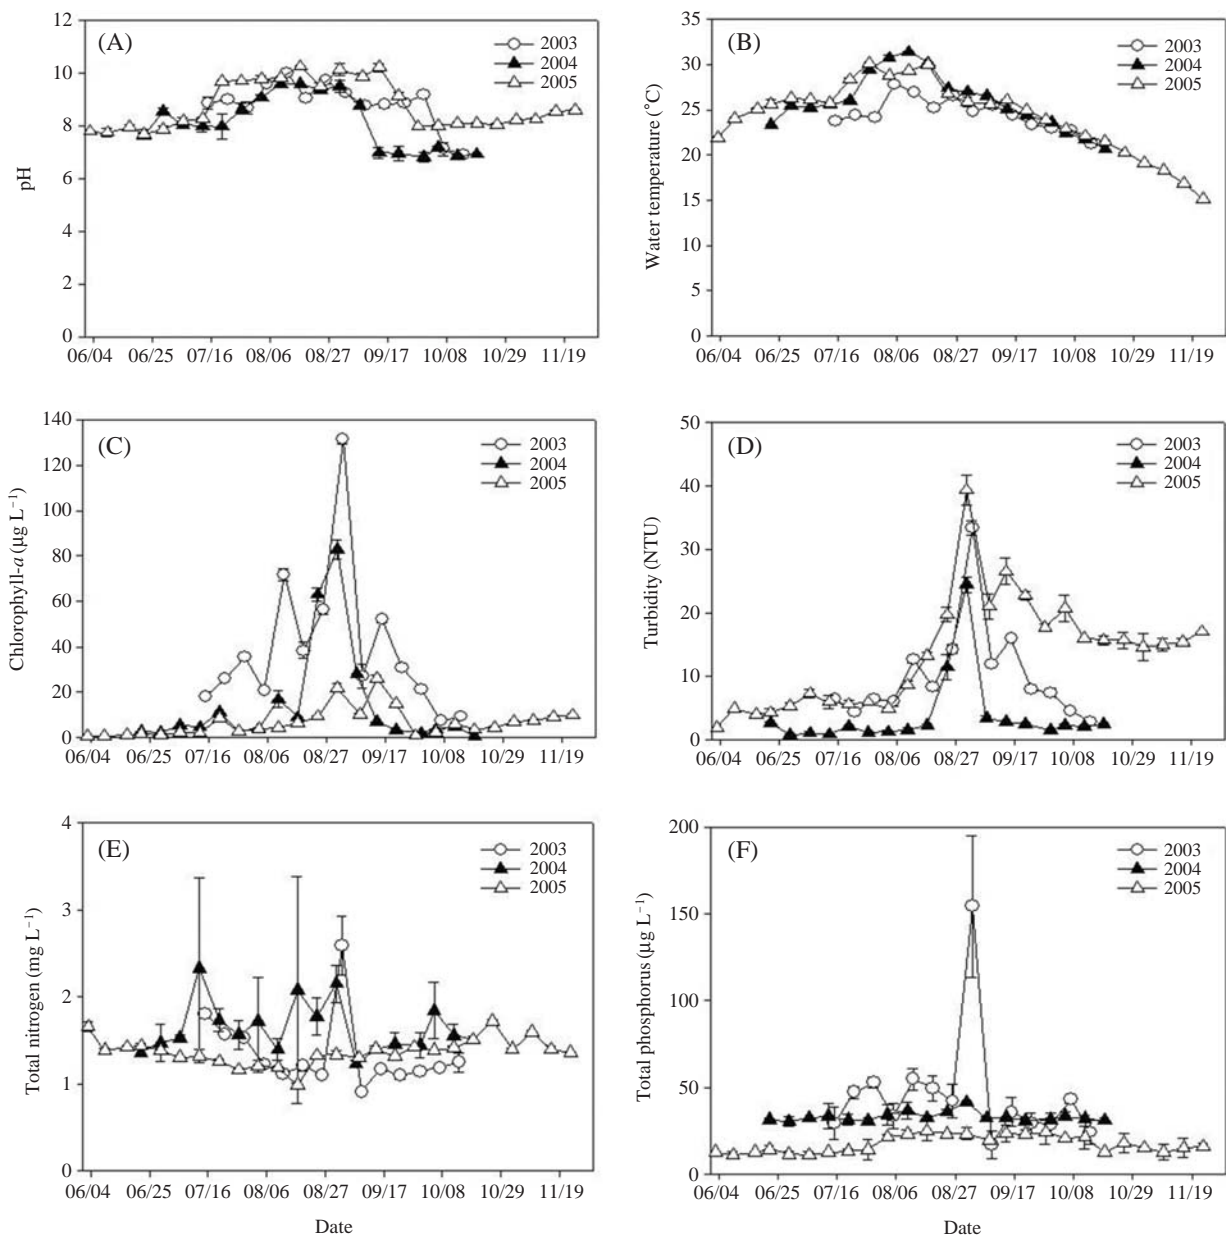 (A)
2003
2004
2005
pH
12
10
8
6
4
2
0
06/04 06/25 07/16 08/06 08/27 09/17 10/08 10/29 11/19
(B)
2003
2004
2005
Water temperature (°C)
35
30
25
20
15
10
5
0
06/04 06/25 07/16 08/06 08/27 09/17 10/08 10/29 11/19
(C)
2003
2004
2005
Chlorophyll-a (µg L⁻¹)
140
120
100
80
60
40
20
0
06/04 06/25 07/16 08/06 08/27 09/17 10/08 10/29 11/19
(D)
2003
2004
2005
Turbidity (NTU)
50
40
30
20
10
0
06/04 06/25 07/16 08/06 08/27 09/17 10/08 10/29 11/19
(E)
2003
2004
2005
Total nitrogen (mg L⁻¹)
4
3
2
1
0
06/04 06/25 07/16 08/06 08/27 09/17 10/08 10/29 11/19
Date
(F)
2003
2004
2005
Total phosphorus (µg L⁻¹)
200
150
100
50
0
06/04 06/25 07/16 08/06 08/27 09/17 10/08 10/29 11/19
Date